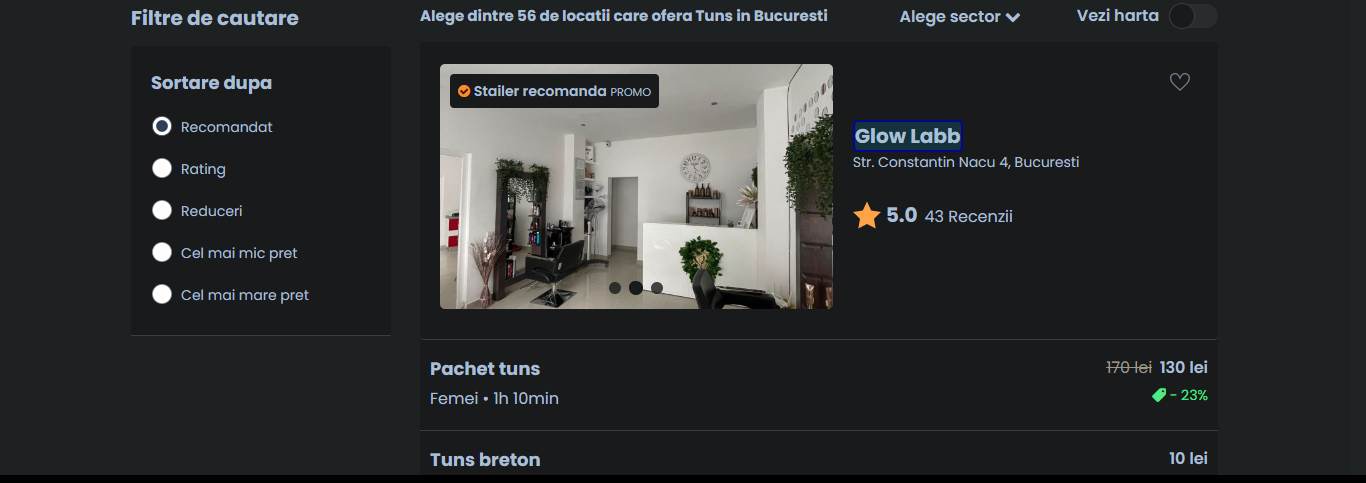 Filtre de cautare
Alege dintre 56 de locatii care ofera Tuns in Bucuresti
Alege sector
Vezi harta
Sortare dupa
Recomandat
Rating
Reduceri
Cel mai mic pret
Cel mai mare pret
Stailer recomanda PROMO
Glow Labb
Str. Constantin Nacu 4, Bucuresti
5.0 43 Recenzii
Pachet tuns
170 lei 130 lei
Femei • 1h 10min
- 23%
Tuns breton
10 lei